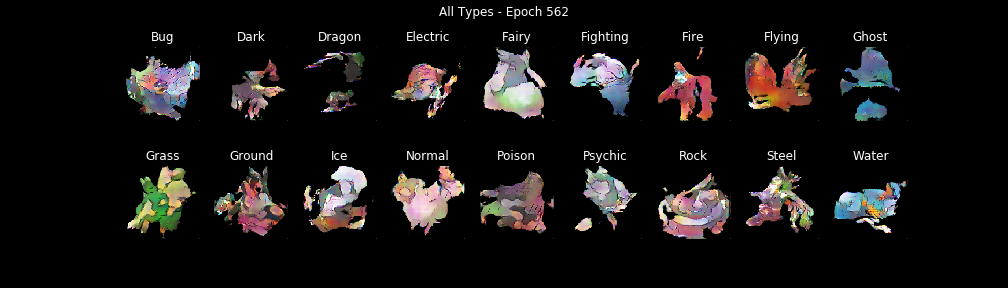 All Types - Epoch 562
Bug Dark Dragon Electric Fairy Fighting Fire Flying Ghost
Grass Ground Ice Normal Poison Psychic Rock Steel Water